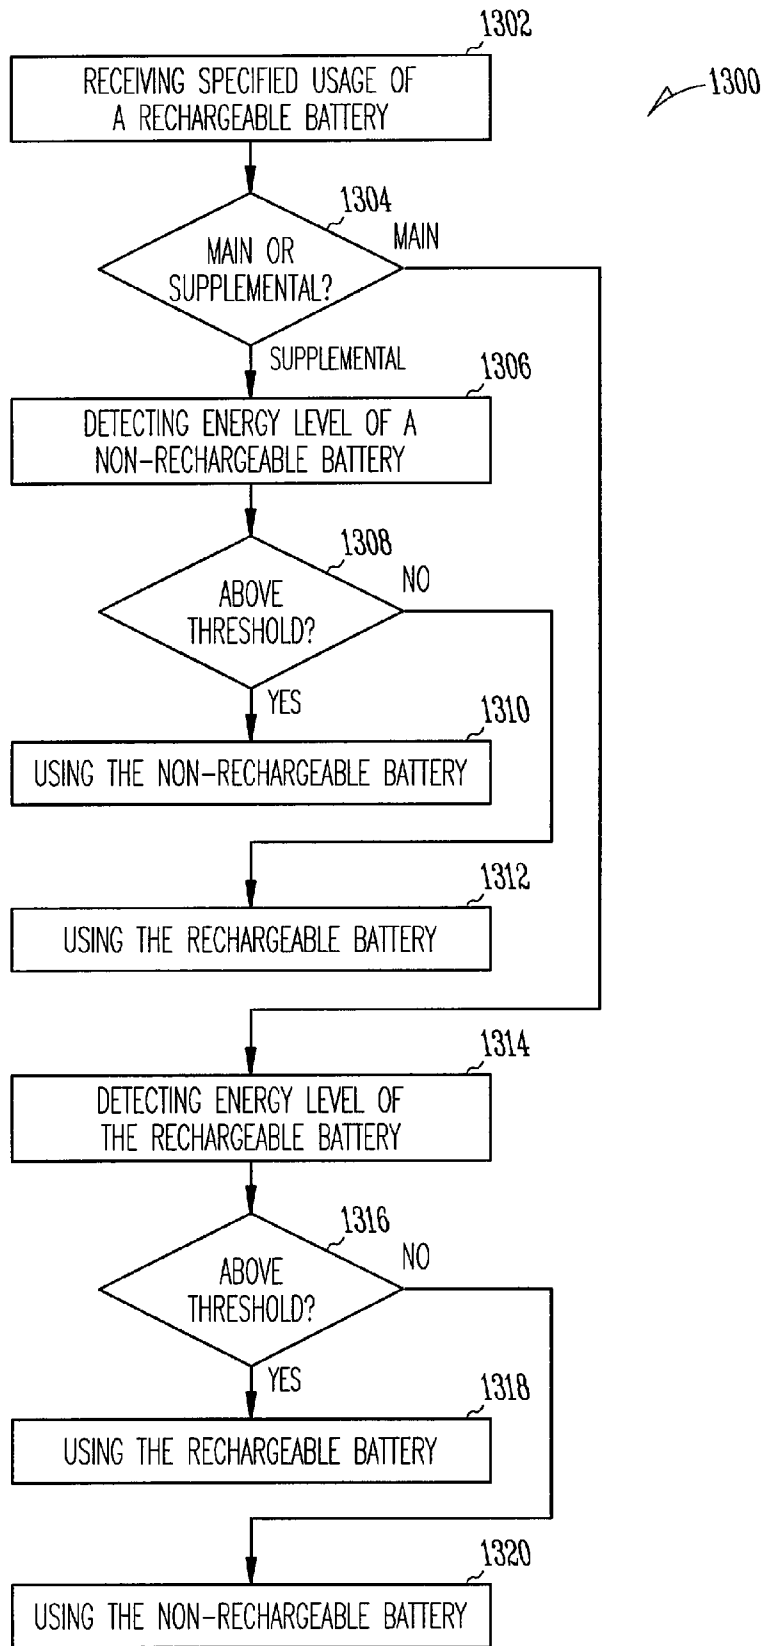 1302
RECEIVING SPECIFIED USAGE OF
A RECHARGEABLE BATTERY
1300
1304
MAIN OR
SUPPLEMENTAL?
MAIN
SUPPLEMENTAL
1306
DETECTING ENERGY LEVEL OF A
NON-RECHARGEABLE BATTERY
1308
ABOVE
THRESHOLD?
NO
YES
1310
USING THE NON-RECHARGEABLE BATTERY
1312
USING THE RECHARGEABLE BATTERY
1314
DETECTING ENERGY LEVEL OF
THE RECHARGEABLE BATTERY
1316
ABOVE
THRESHOLD?
NO
YES
1318
USING THE RECHARGEABLE BATTERY
1320
USING THE NON-RECHARGEABLE BATTERY